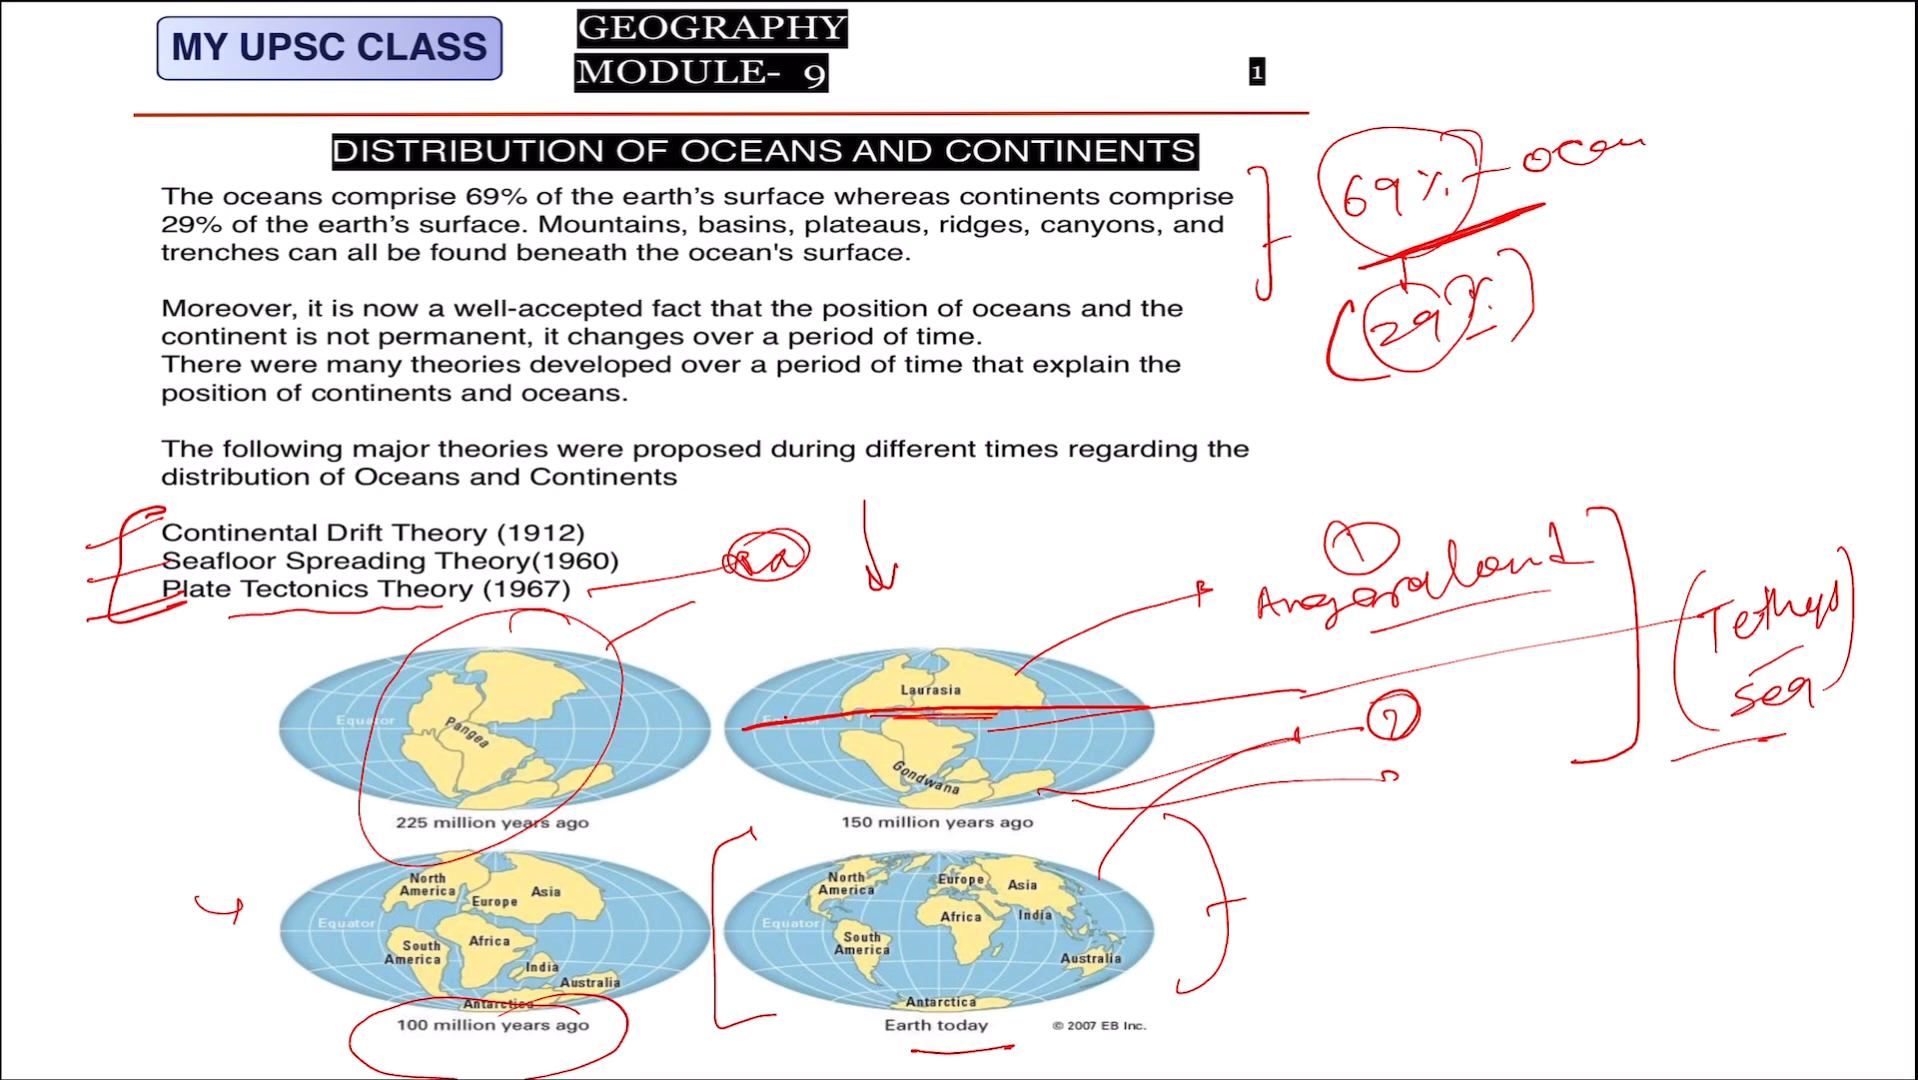 MY UPSC CLASS
GEOGRAPHY
MODULE- 9
1
DISTRIBUTION OF OCEANS AND CONTINENTS
The oceans comprise 69% of the earth's surface whereas continents comprise
29% of the earth's surface. Mountains, basins, plateaus, ridges, canyons, and
trenches can all be found beneath the ocean's surface.
69% - ocean
(29%)
Moreover, it is now a well-accepted fact that the position of oceans and the
continent is not permanent, it changes over a period of time.
There were many theories developed over a period of time that explain the
position of continents and oceans.
The following major theories were proposed during different times regarding the
distribution of Oceans and Continents
Continental Drift Theory (1912)
Seafloor Spreading Theory(1960)
Plate Tectonics Theory (1967)
1
Angaraland
(Tethys
sea)
Equator
Pangea
225 million years ago
Equator
Laurasia
Gondwana
150 million years ago
North
America
Europe
Asia
Equator
South
America
Africa
India
Australia
Antarctica
100 million years ago
North
America
Europe
Asia
Equator
Africa
India
South
America
Australia
Antarctica
Earth today
© 2007 EB Inc.